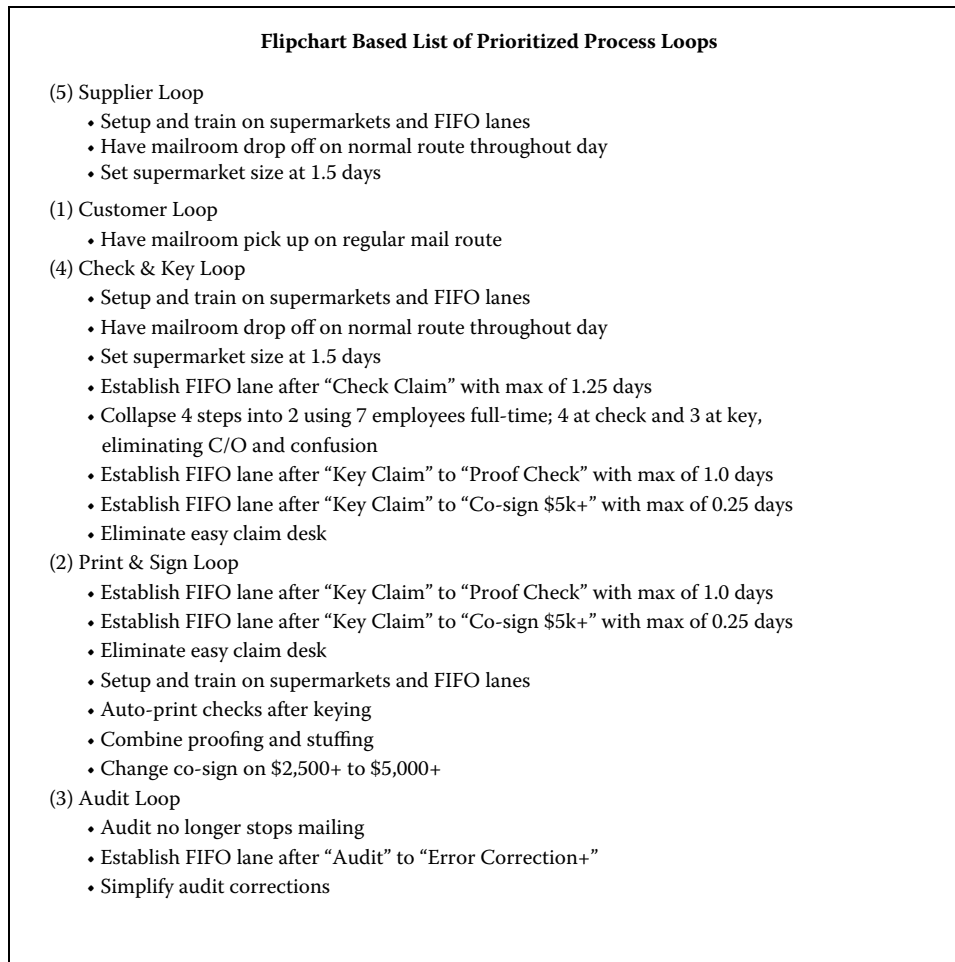 Flipchart Based List of Prioritized Process Loops
(5) Supplier Loop
• Setup and train on supermarkets and FIFO lanes
• Have mailroom drop off on normal route throughout day
• Set supermarket size at 1.5 days
(1) Customer Loop
• Have mailroom pick up on regular mail route
(4) Check & Key Loop
• Setup and train on supermarkets and FIFO lanes
• Have mailroom drop off on normal route throughout day
• Set supermarket size at 1.5 days
• Establish FIFO lane after “Check Claim” with max of 1.25 days
• Collapse 4 steps into 2 using 7 employees full-time; 4 at check and 3 at key,
eliminating C/O and confusion
• Establish FIFO lane after “Key Claim” to “Proof Check” with max of 1.0 days
• Establish FIFO lane after “Key Claim” to “Co-sign $5k+” with max of 0.25 days
• Eliminate easy claim desk
(2) Print & Sign Loop
• Establish FIFO lane after “Key Claim” to “Proof Check” with max of 1.0 days
• Establish FIFO lane after “Key Claim” to “Co-sign $5k+” with max of 0.25 days
• Eliminate easy claim desk
• Setup and train on supermarkets and FIFO lanes
• Auto-print checks after keying
• Combine proofing and stuffing
• Change co-sign on $2,500+ to $5,000+
(3) Audit Loop
• Audit no longer stops mailing
• Establish FIFO lane after “Audit” to “Error Correction+”
• Simplify audit corrections